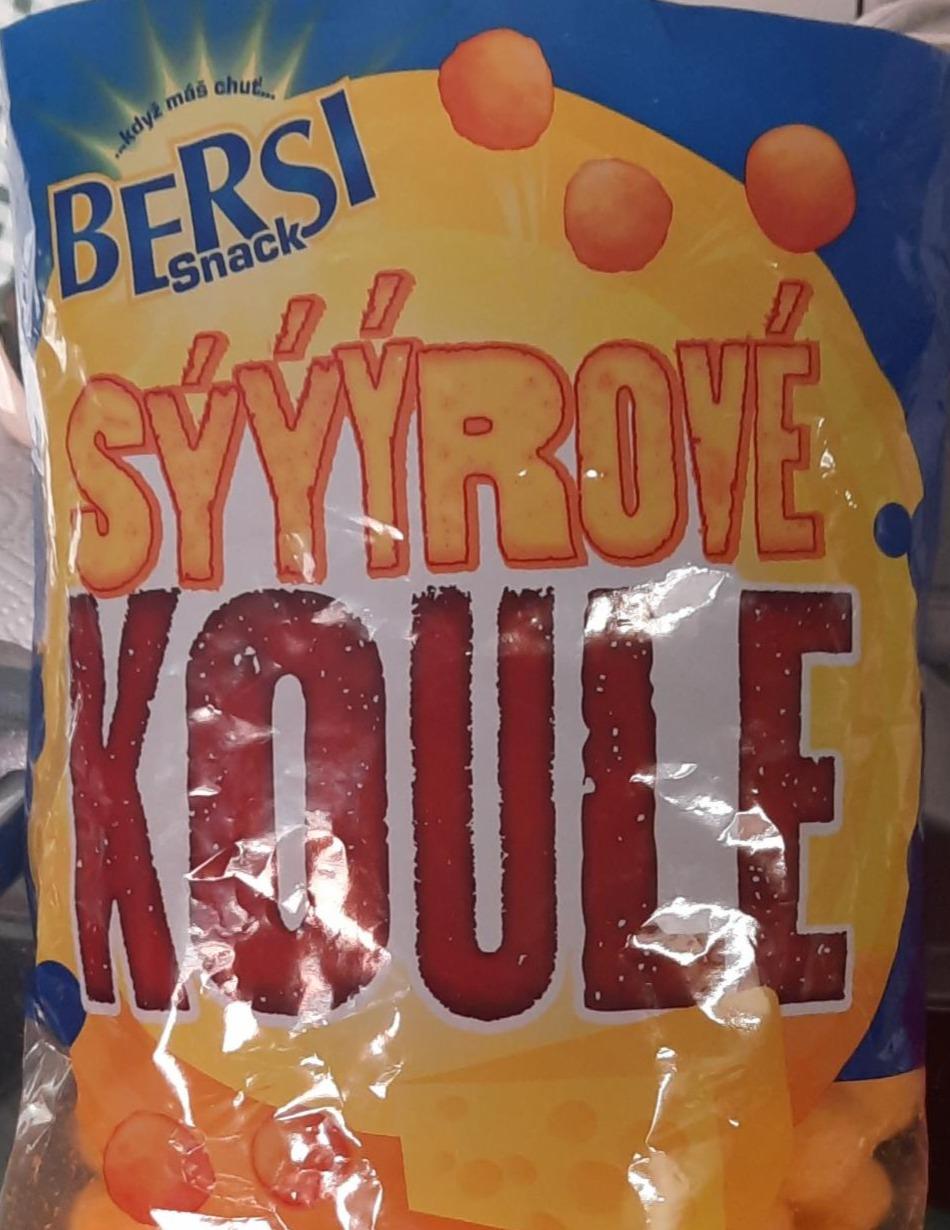 ...když máš chuť...
BERSI
Snack
SÝÝÝROVÉ
KOULE